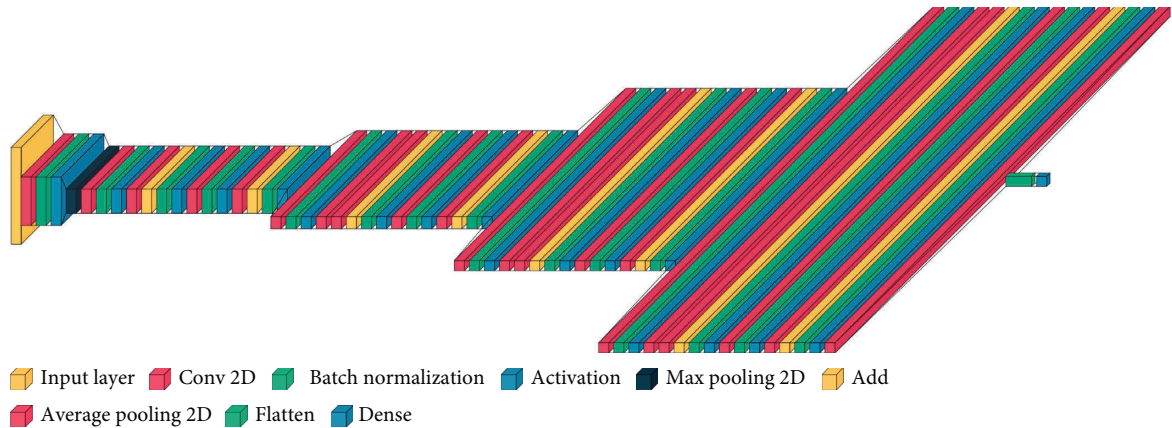 Input layer Conv 2D Batch normalization Activation Max pooling 2D Add
Average pooling 2D Flatten Dense